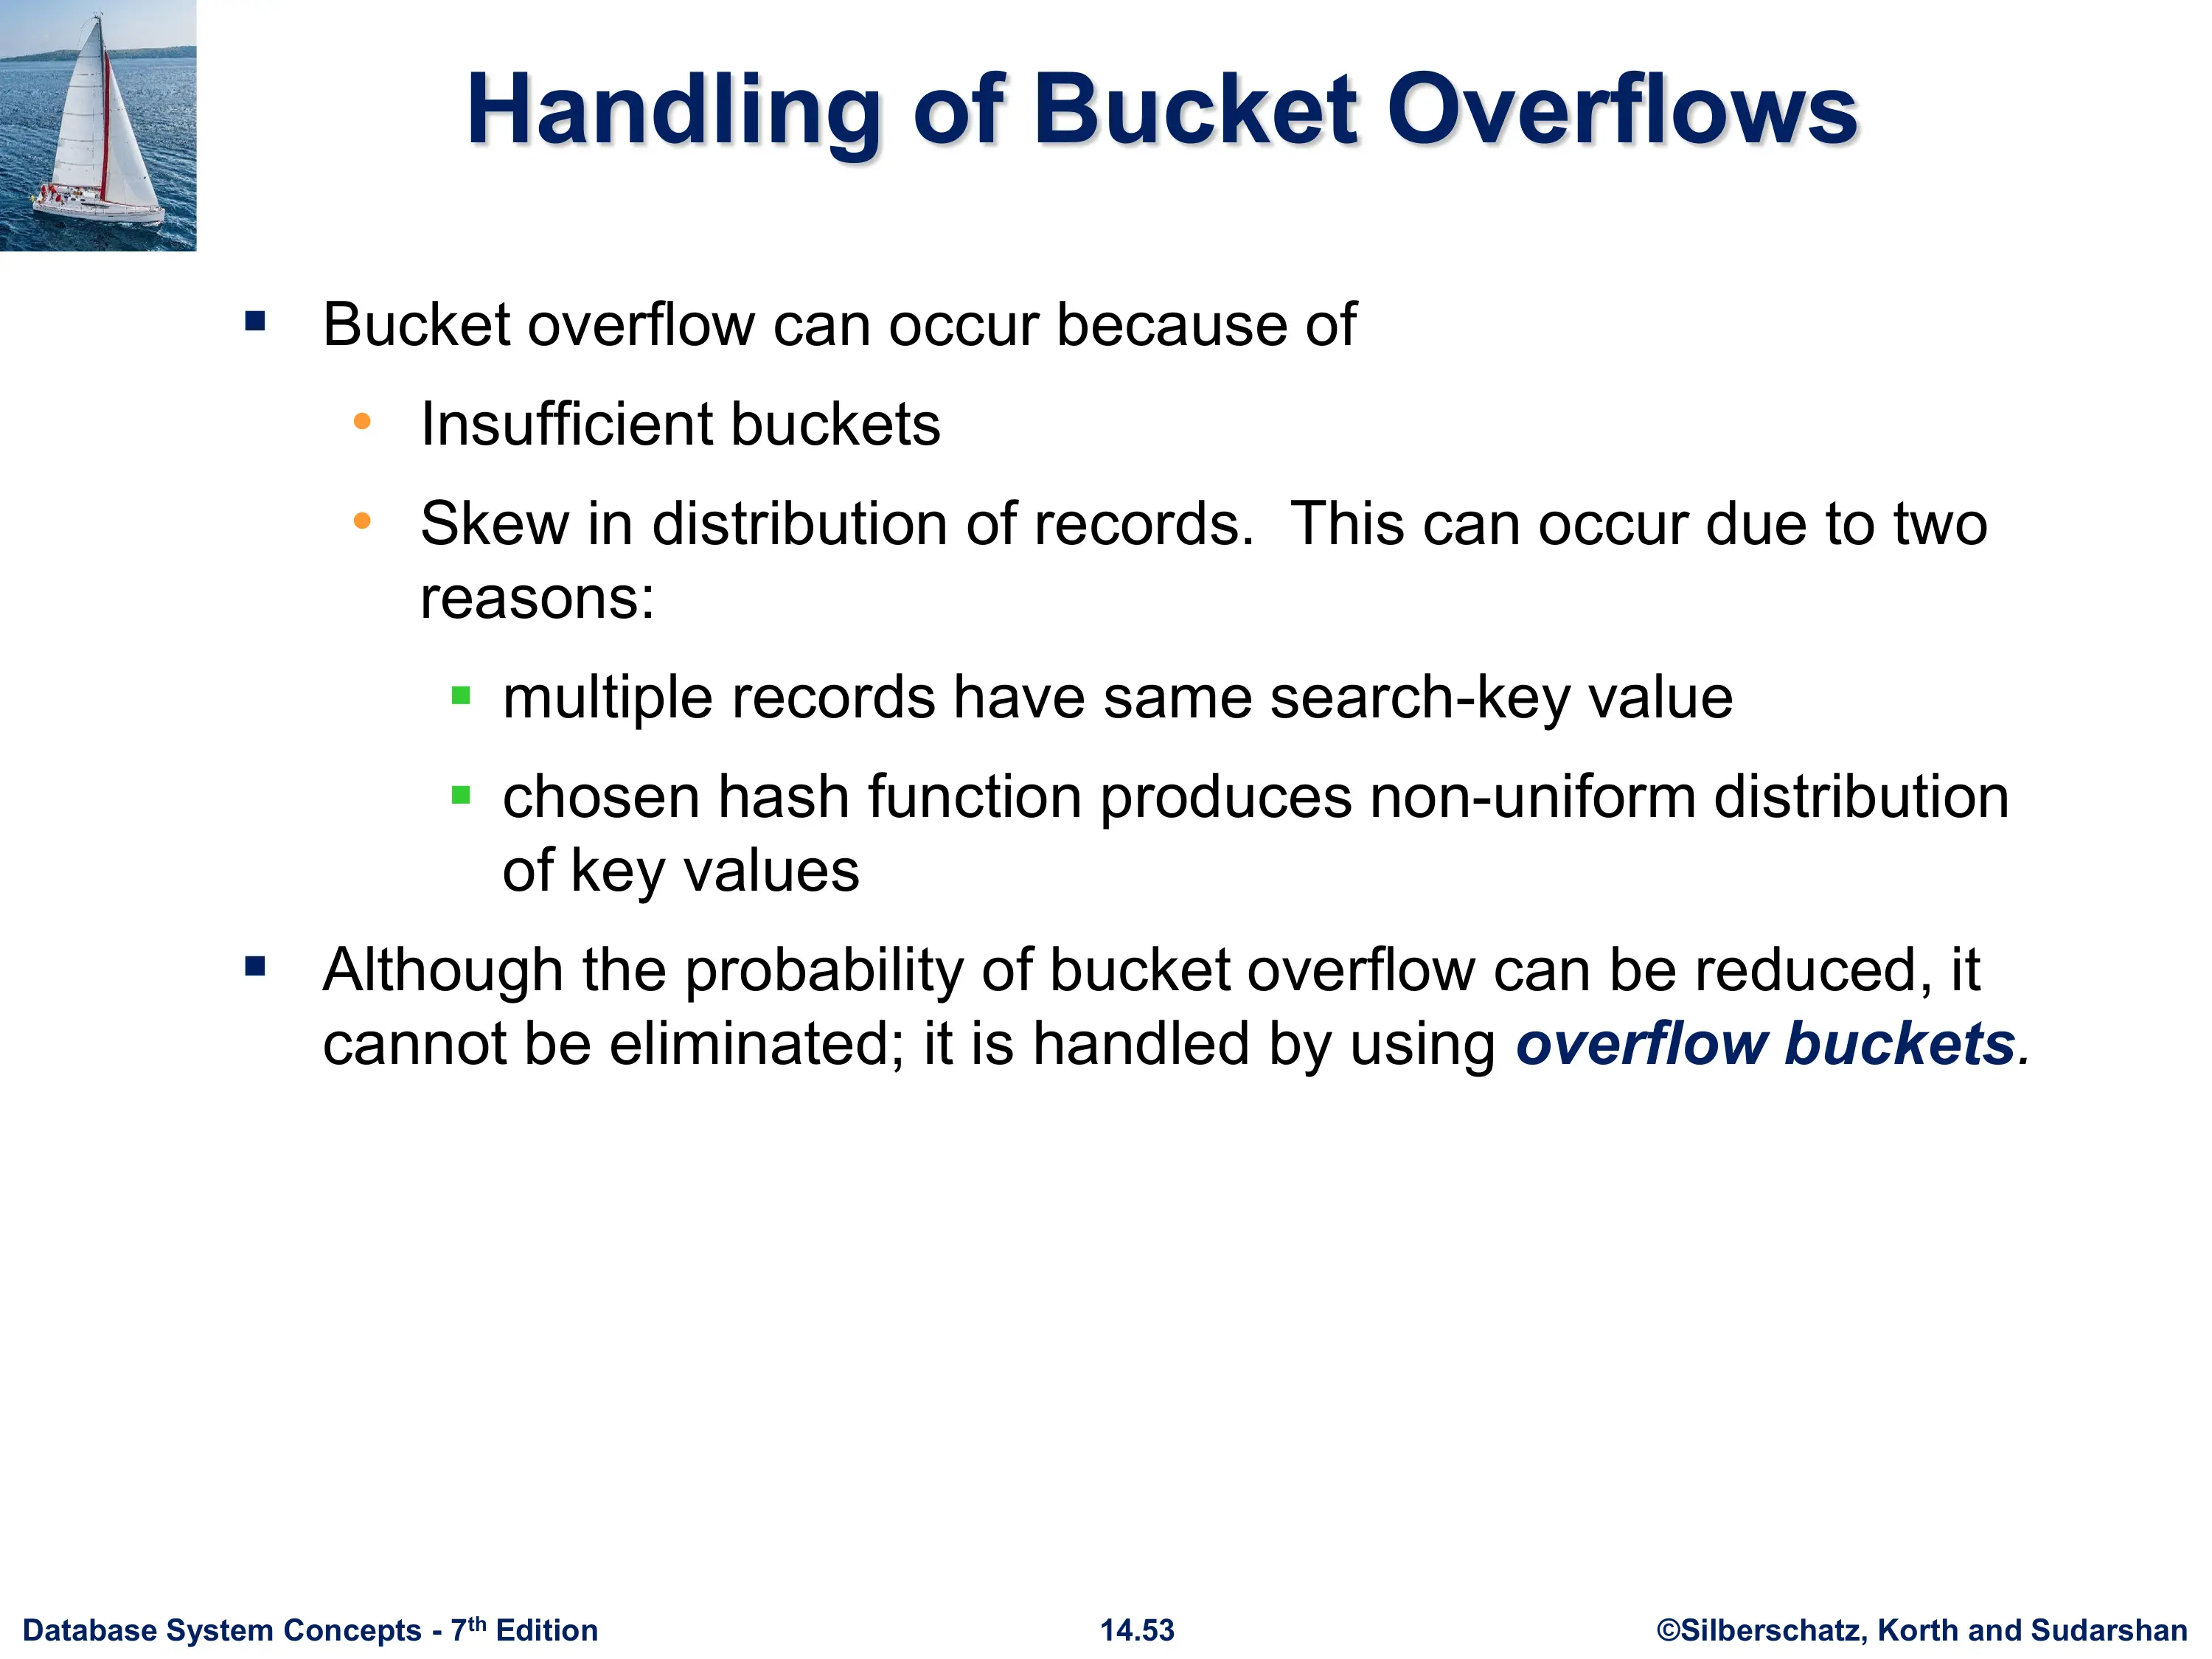 Handling of Bucket Overflows
▪ Bucket overflow can occur because of
• Insufficient buckets
• Skew in distribution of records.  This can occur due to two
reasons:
▪ multiple records have same search-key value
▪ chosen hash function produces non-uniform distribution
of key values
▪ Although the probability of bucket overflow can be reduced, it
cannot be eliminated; it is handled by using overflow buckets.
Database System Concepts - 7th Edition
14.53
©Silberschatz, Korth and Sudarshan